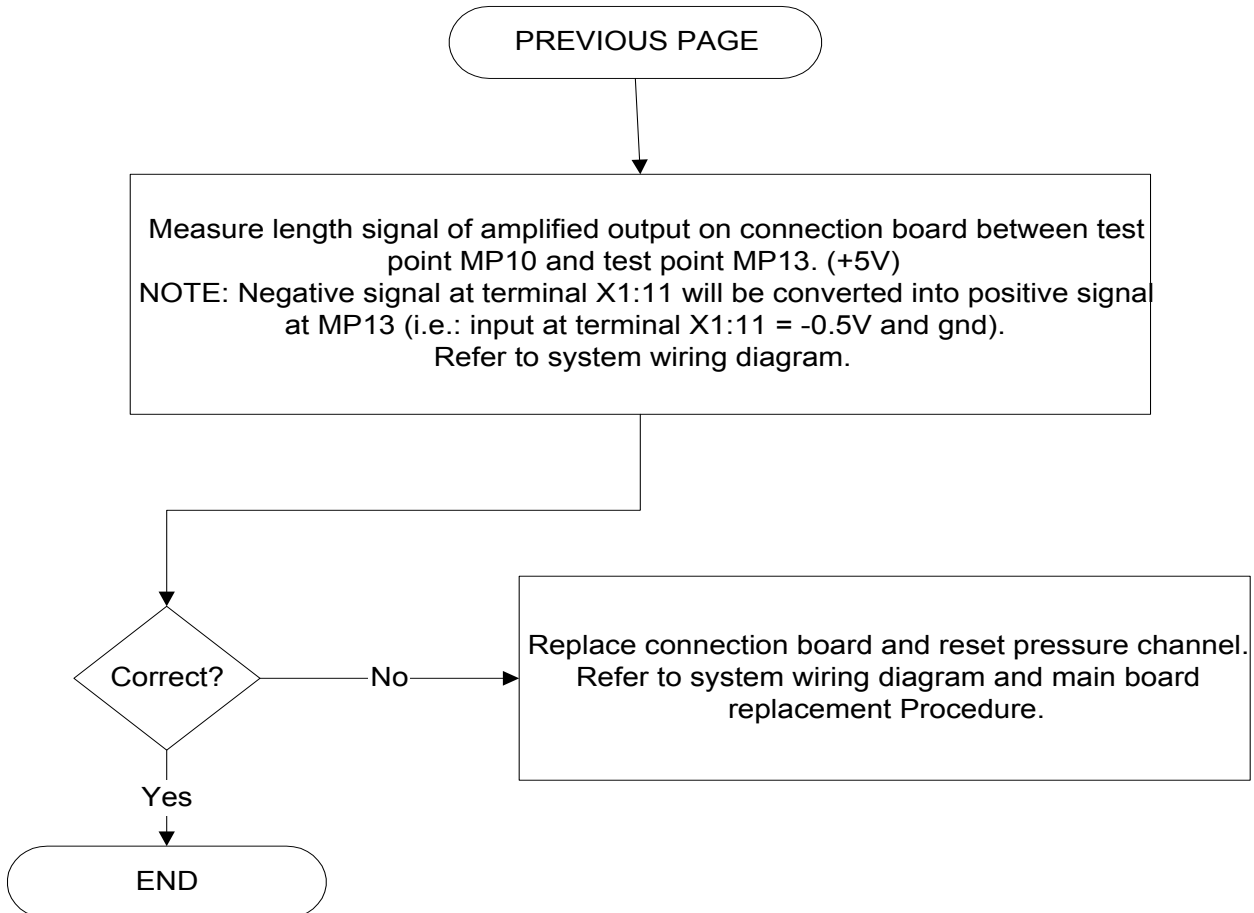 PREVIOUS PAGE
Measure length signal of amplified output on connection board between test
point MP10 and test point MP13. (+5V)
NOTE: Negative signal at terminal X1:11 will be converted into positive signal
at MP13 (i.e.: input at terminal X1:11 = -0.5V and gnd).
Refer to system wiring diagram.
Correct?
No
Replace connection board and reset pressure channel.
Refer to system wiring diagram and main board
replacement Procedure.
Yes
END